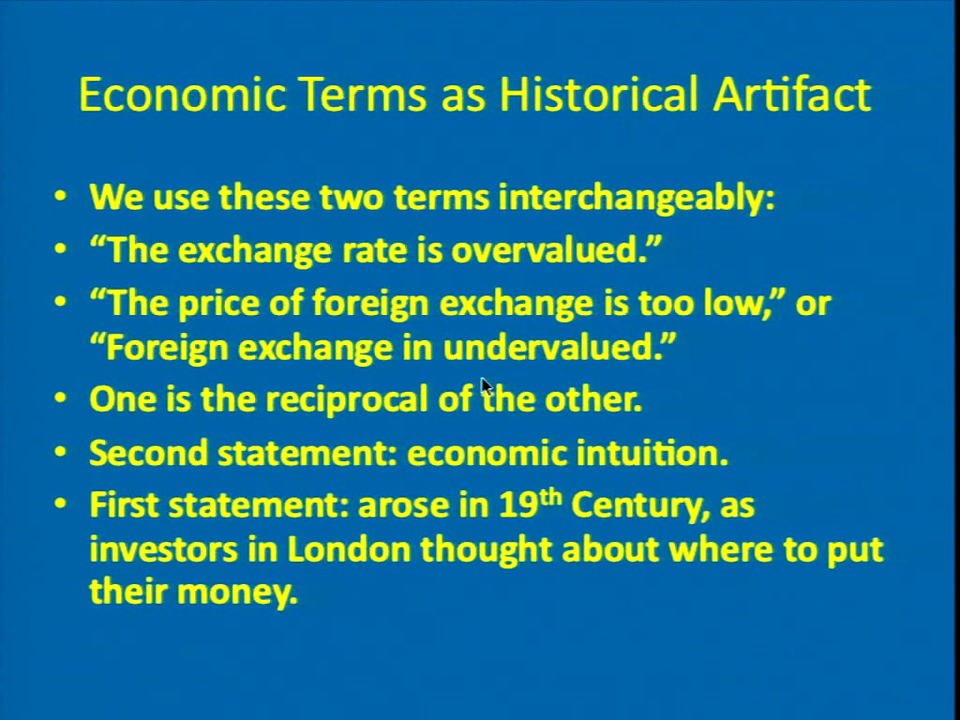 Economic Terms as Historical Artifact
• We use these two terms interchangeably:
• “The exchange rate is overvalued.”
• “The price of foreign exchange is too low,” or
“Foreign exchange in undervalued.”
• One is the reciprocal of the other.
• Second statement: economic intuition.
• First statement: arose in 19th Century, as
investors in London thought about where to put
their money.